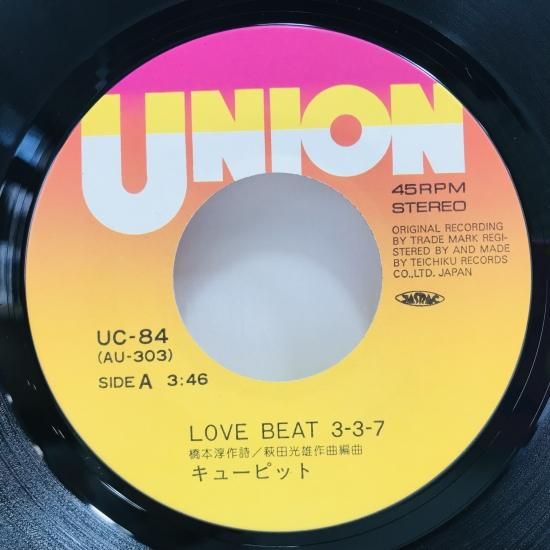 UNION
45RPM
STEREO
ORIGINAL RECORDING
BY TRADE MARK REGI-
STERED BY AND MADE
BY TEICHIKU RECORDS
CO.,LTD. JAPAN
JASRAC
UC-84
(AU-303)
SIDE A 3:46
LOVE BEAT 3-3-7
橋本淳作詩/萩田光雄作曲編曲
キューピット